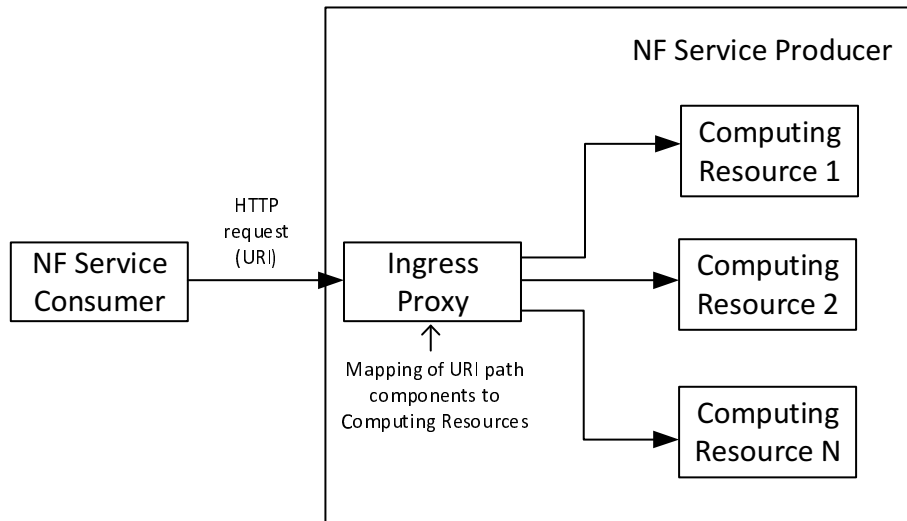 NF Service Producer
Computing
Resource 1
HTTP
request
(URI)
NF Service
Consumer
Ingress
Proxy
Computing
Resource 2
Mapping of URI path
components to
Computing Resources
Computing
Resource N